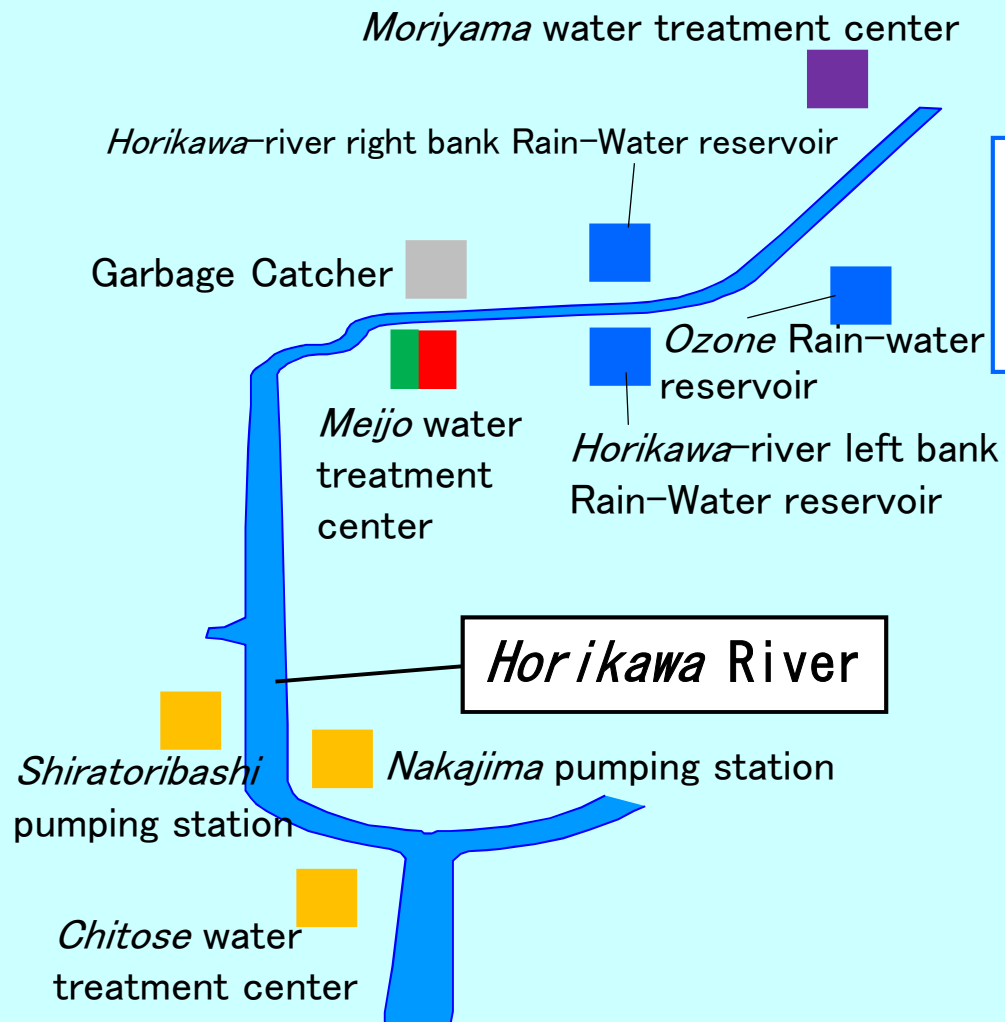 Moriyama water treatment center
Horikawa-river right bank Rain-Water reservoir
Garbage Catcher
Ozone Rain-water
reservoir
Meijo water
treatment
center
Horikawa-river left bank
Rain-Water reservoir
Horikawa River
Shiratoribashi
pumping station
Nakajima pumping station
Chitose water
treatment center